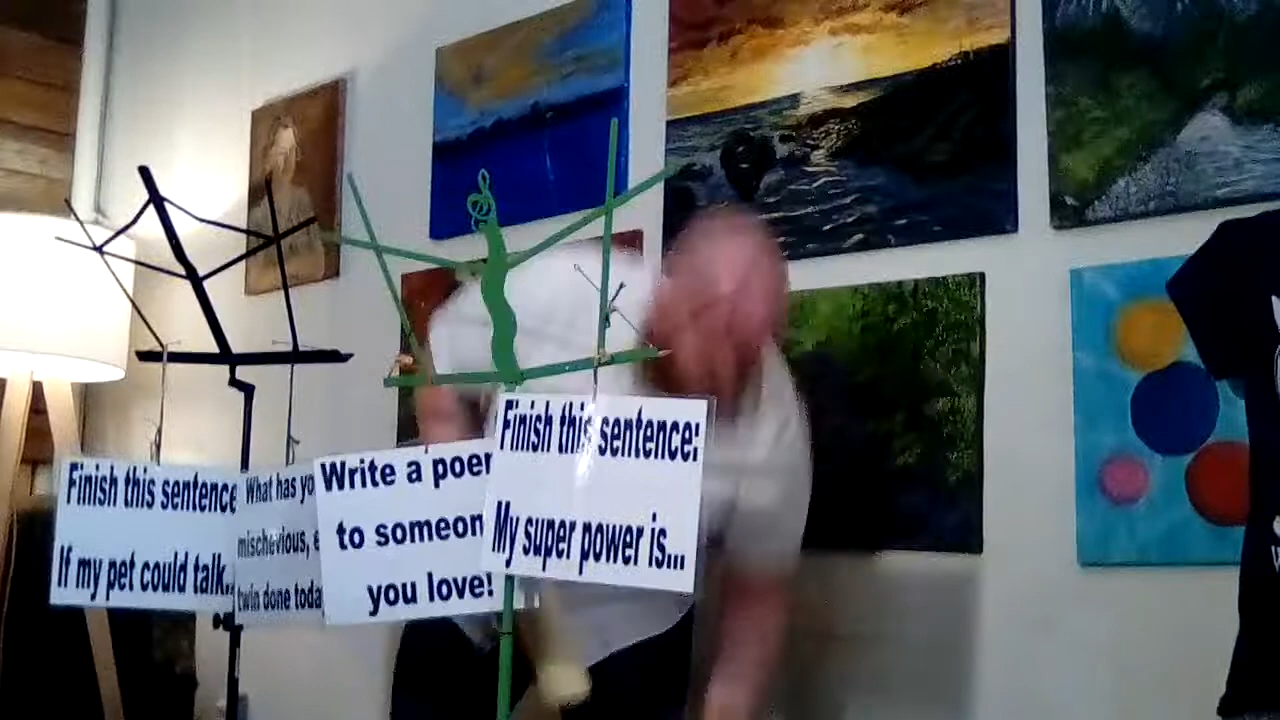 Finish this sentence
If my pet could talk..
What has yo
mischevious, e
twin done toda
Write a poem
to someon
you love!
Finish this sentence:
My super power is...